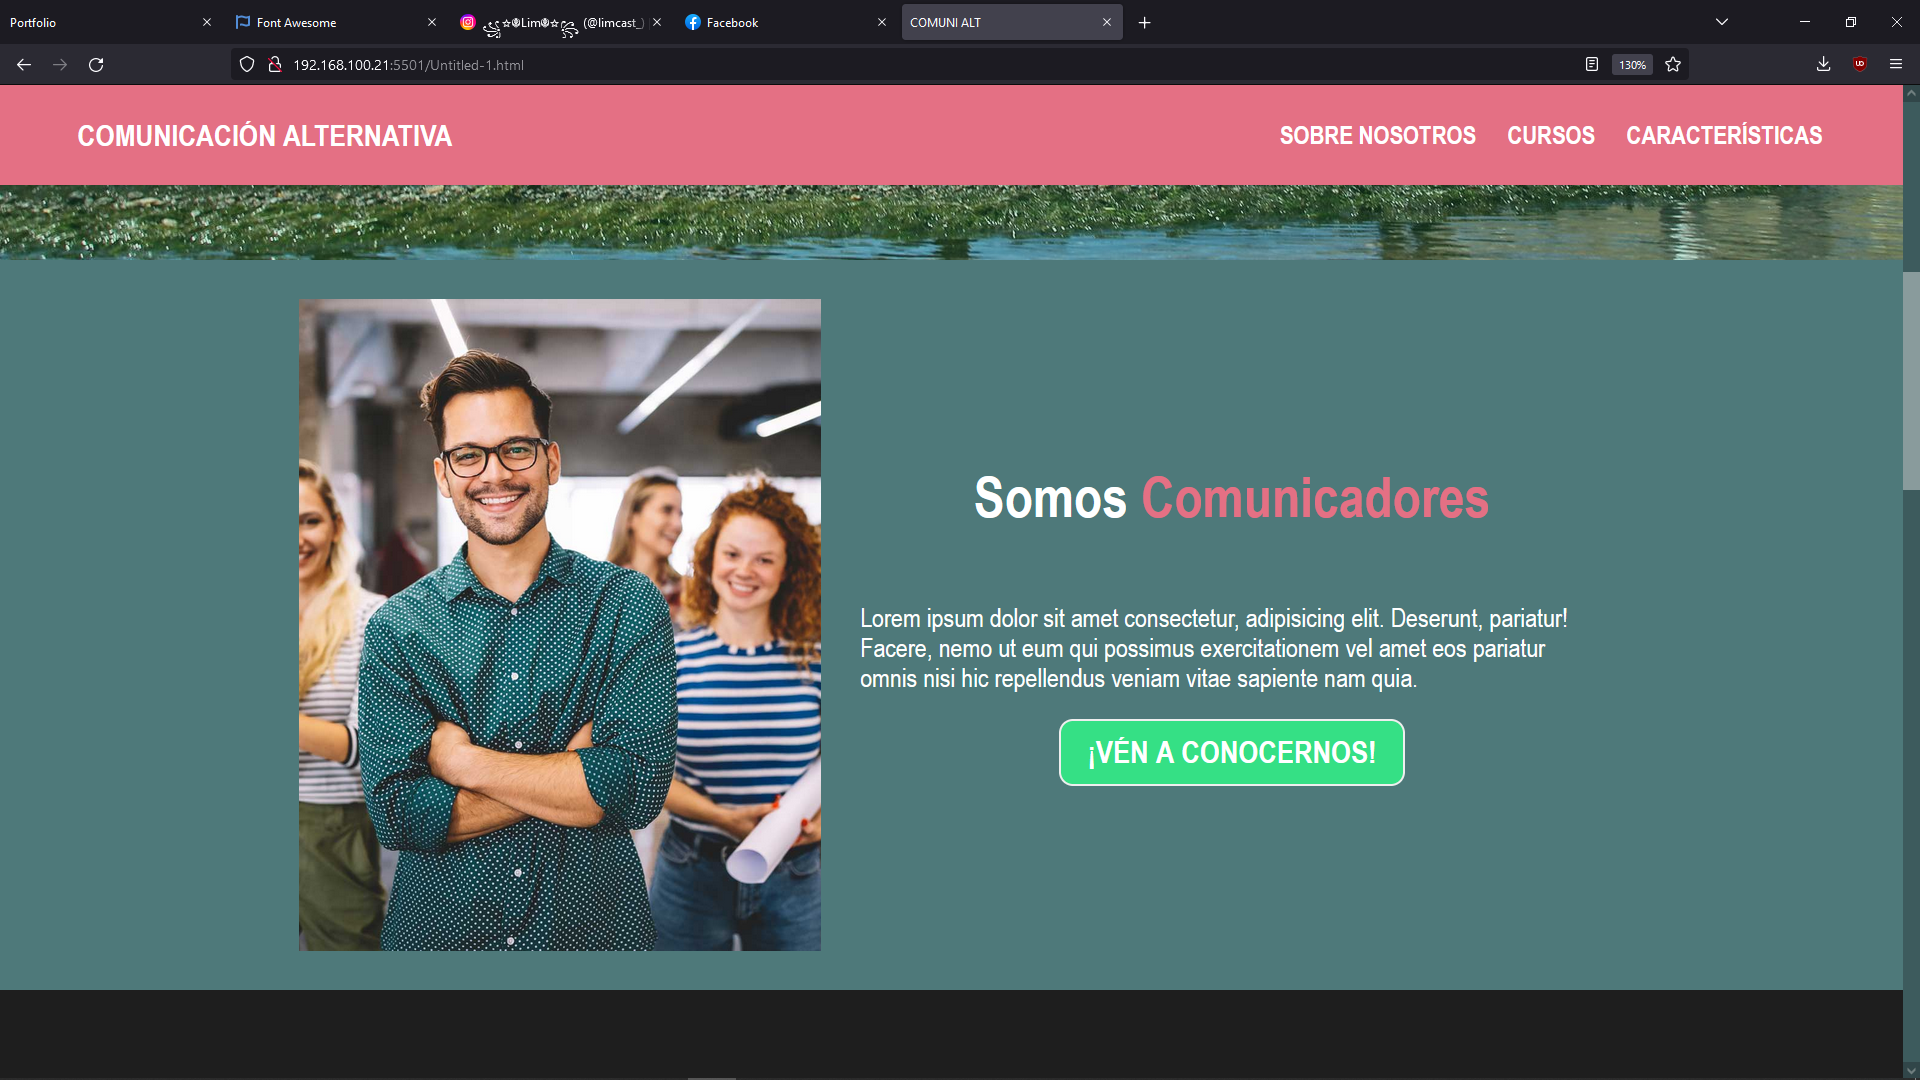 Portfolio
Font Awesome
꧁☆☬Lim☬☆꧂ (@limcast_)
Facebook
COMUNI ALT
192.168.100.21:5501/Untitled-1.html
130%
COMUNICACIÓN ALTERNATIVA
SOBRE NOSOTROS
CURSOS
CARACTERÍSTICAS
Somos Comunicadores
Lorem ipsum dolor sit amet consectetur, adipisicing elit. Deserunt, pariatur!
Facere, nemo ut eum qui possimus exercitationem vel amet eos pariatur
omnis nisi hic repellendus veniam vitae sapiente nam quia.
¡VÉN A CONOCERNOS!